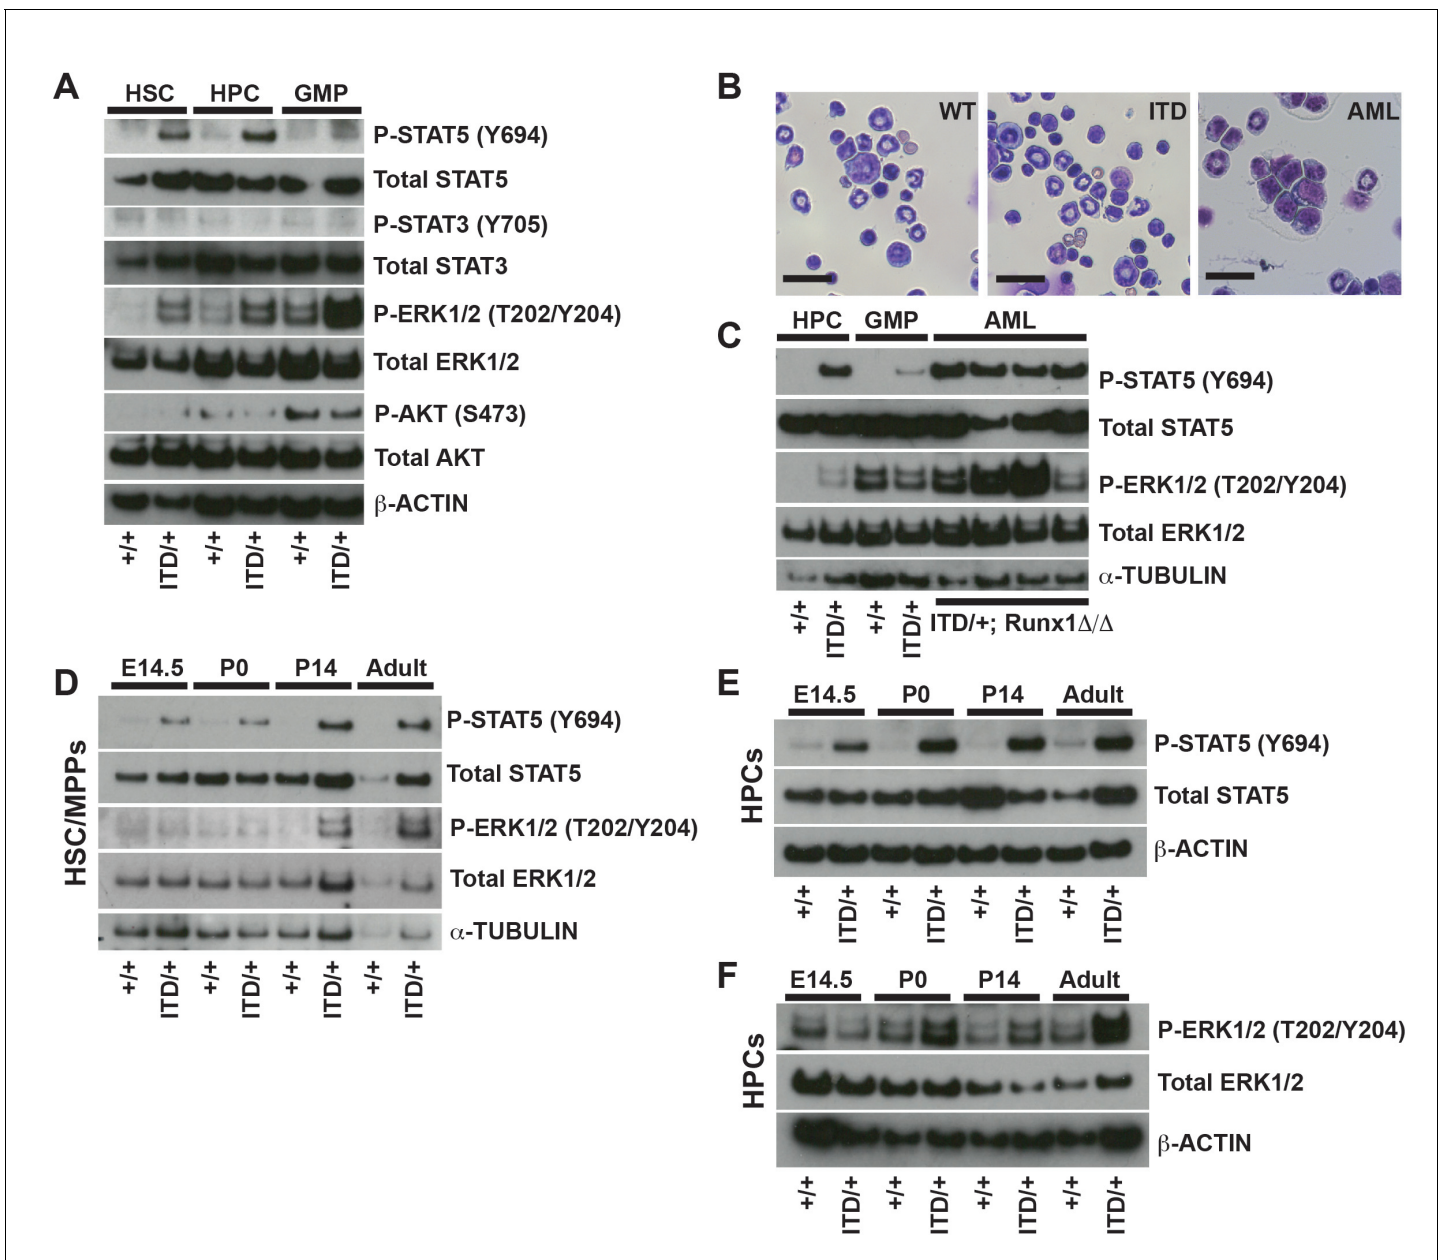 A
HSC HPC GMP
P-STAT5 (Y694)
Total STAT5
P-STAT3 (Y705)
Total STAT3
P-ERK1/2 (T202/Y204)
Total ERK1/2
P-AKT (S473)
Total AKT
β-ACTIN
+/+ ITD/+ +/+ ITD/+ +/+ ITD/+
B
WT ITD AML
C
HPC GMP AML
P-STAT5 (Y694)
Total STAT5
P-ERK1/2 (T202/Y204)
Total ERK1/2
α-TUBULIN
+/+ ITD/+ +/+ ITD/+ ITD/+; Runx1Δ/Δ
D
E14.5 P0 P14 Adult
HSC/MPPs
P-STAT5 (Y694)
Total STAT5
P-ERK1/2 (T202/Y204)
Total ERK1/2
α-TUBULIN
+/+ ITD/+ +/+ ITD/+ +/+ ITD/+ +/+ ITD/+
E
E14.5 P0 P14 Adult
HPCs
P-STAT5 (Y694)
Total STAT5
β-ACTIN
+/+ ITD/+ +/+ ITD/+ +/+ ITD/+ +/+ ITD/+
F
E14.5 P0 P14 Adult
HPCs
P-ERK1/2 (T202/Y204)
Total ERK1/2
β-ACTIN
+/+ ITD/+ +/+ ITD/+ +/+ ITD/+ +/+ ITD/+